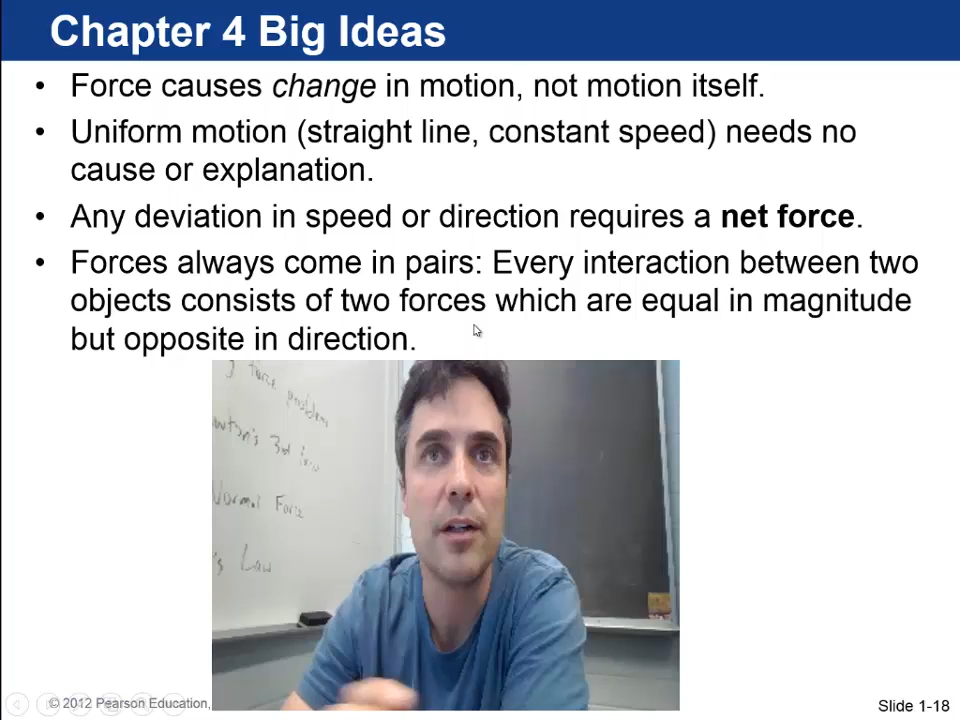 Chapter 4 Big Ideas
• Force causes change in motion, not motion itself.
• Uniform motion (straight line, constant speed) needs no
cause or explanation.
• Any deviation in speed or direction requires a net force.
• Forces always come in pairs: Every interaction between two
objects consists of two forces which are equal in magnitude
but opposite in direction.
force problems
3rd
Normal Force
's Law
© 2012 Pearson Education,
Slide 1-18